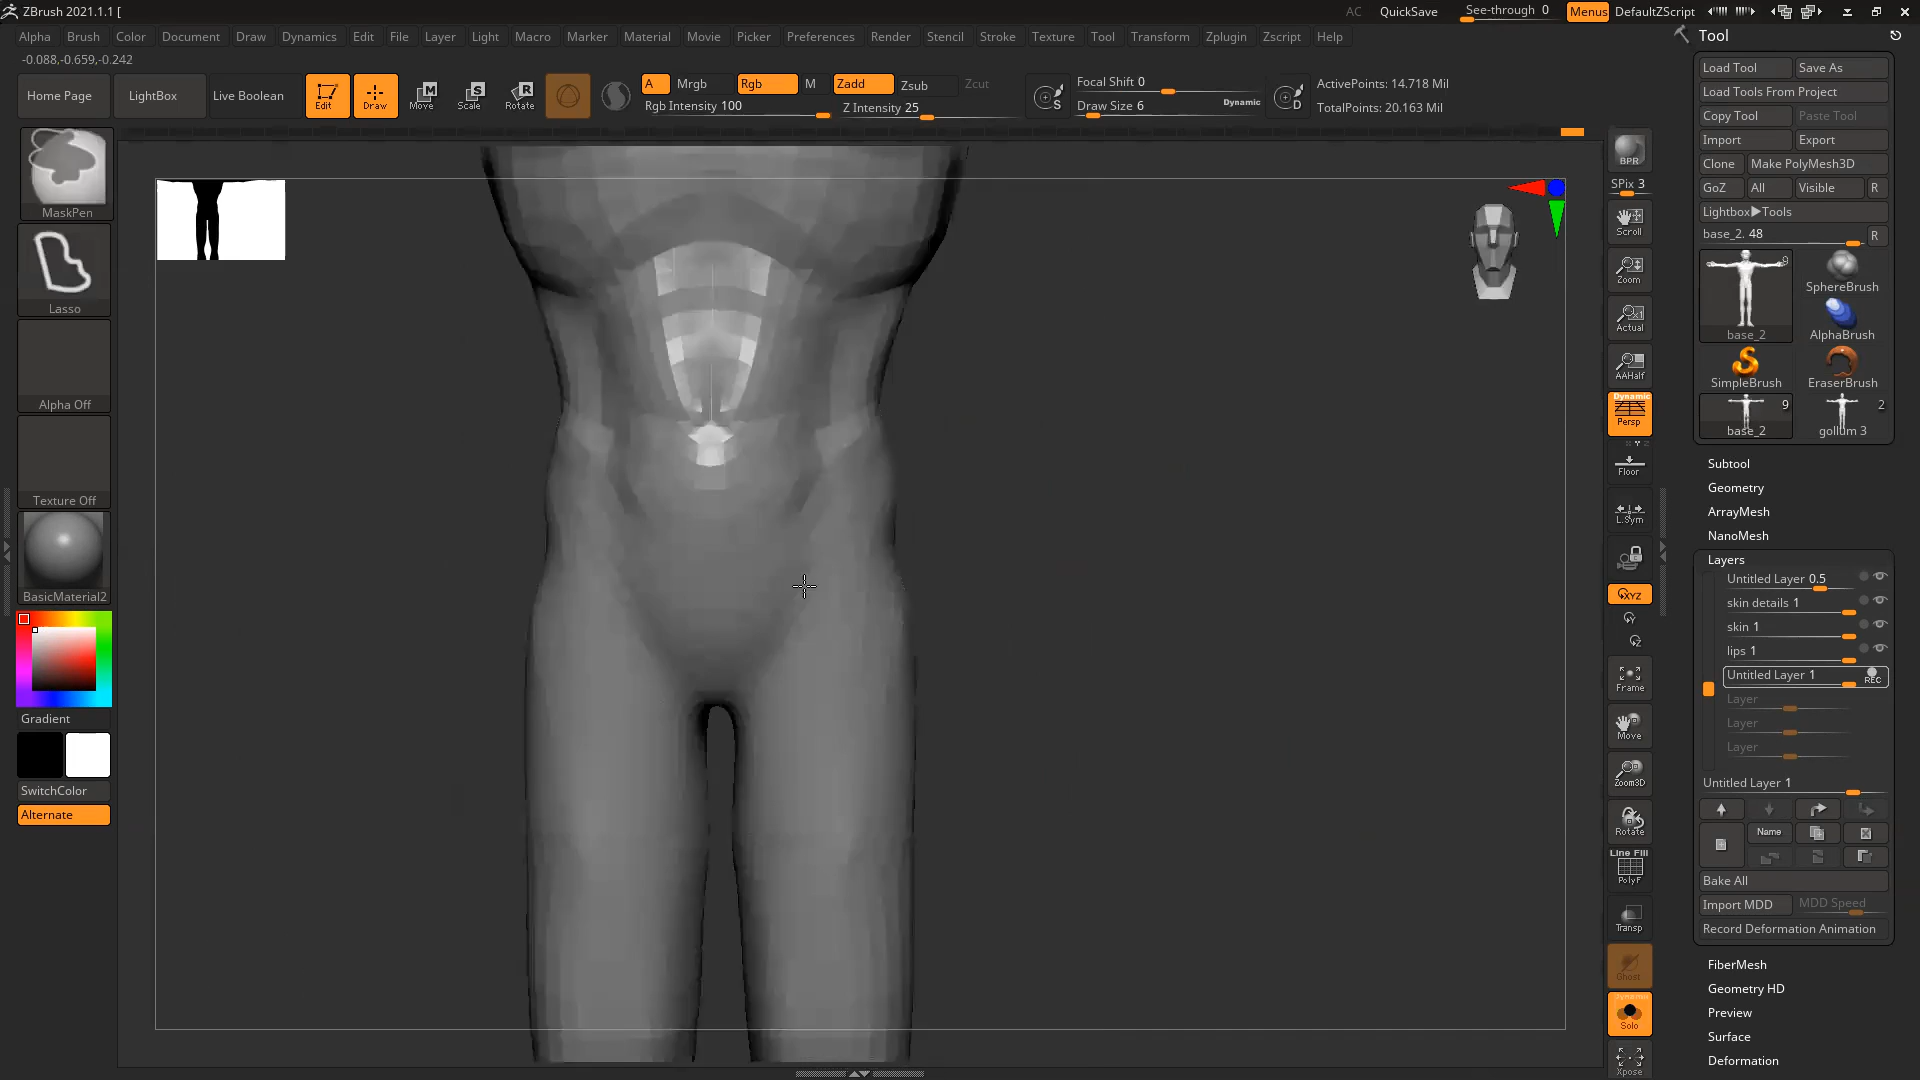 ZBrush 2021.1.1 [
AC QuickSave See-through 0 Menus DefaultZScript
Alpha Brush Color Document Draw Dynamics Edit File Layer Light Macro Marker Material Movie Picker Preferences Render Stencil Stroke Texture Tool Transform Zplugin Zscript Help
-0.088,-0.659,-0.242
Home Page LightBox Live Boolean Edit Draw Move Scale Rotate
A Mrgb Rgb M Zadd Zsub Zcut
Rgb Intensity 100 Z Intensity 25
S Focal Shift 0
Draw Size 6 Dynamic
D ActivePoints: 14.718 Mil
TotalPoints: 20.163 Mil
MaskPen
Lasso
Alpha Off
Texture Off
BasicMaterial2
Gradient
SwitchColor
Alternate
BPR
SPix 3
Scroll
Zoom
Actual
AAHalf
Dynamic
Persp
Floor
L.Sym
XYZ
Frame
Move
Zoom3D
Rotate
Line Fill
PolyF
Transp
Ghost
Dynamic
Solo
Xpose
Tool
Load Tool Save As
Load Tools From Project
Copy Tool Paste Tool
Import Export
Clone Make PolyMesh3D
GoZ All Visible R
Lightbox▶Tools
base_2. 48 R
9
base_2 SphereBrush
AlphaBrush
SimpleBrush EraserBrush
9 2
base_2 gollum 3
Subtool
Geometry
ArrayMesh
NanoMesh
Layers
Untitled Layer 0.5
skin details 1
skin 1
lips 1
Untitled Layer 1 REC
Layer
Layer
Layer
Untitled Layer 1
Name
Bake All
Import MDD MDD Speed
Record Deformation Animation
FiberMesh
Geometry HD
Preview
Surface
Deformation